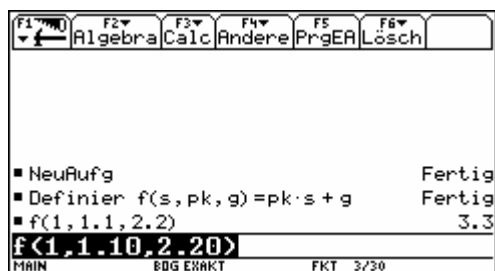 F1 F2 F3 F4 F5 F6
Algebra Calc Andere PrgEA Lösch
▪ NeuAufg Fertig
▪ Definier f(s,pk,g)=pk·s+g Fertig
▪ f(1,1.1,2.2) 3.3
f(1,1.10,2.20)
MAIN BOG EXAKT FKT 3/30